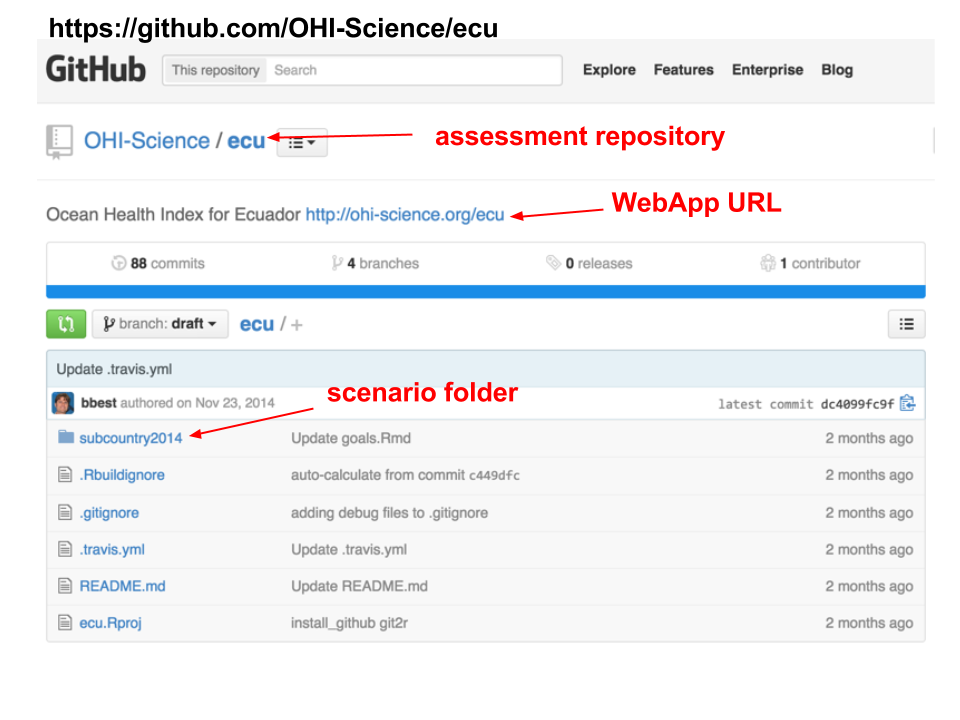 https://github.com/OHI-Science/ecu
GitHub This repository Search Explore Features Enterprise Blog
OHI-Science / ecu assessment repository
Ocean Health Index for Ecuador http://ohi-science.org/ecu WebApp URL
88 commits 4 branches 0 releases 1 contributor
branch: draft ecu / +
Update .travis.yml
bbest authored on Nov 23, 2014 scenario folder latest commit dc4099fc9f
subcountry2014 Update goals.Rmd 2 months ago
.Rbuildignore auto-calculate from commit c449dfc 2 months ago
.gitignore adding debug files to .gitignore 2 months ago
.travis.yml Update .travis.yml 2 months ago
README.md Update README.md 2 months ago
ecu.Rproj install_github git2r 2 months ago